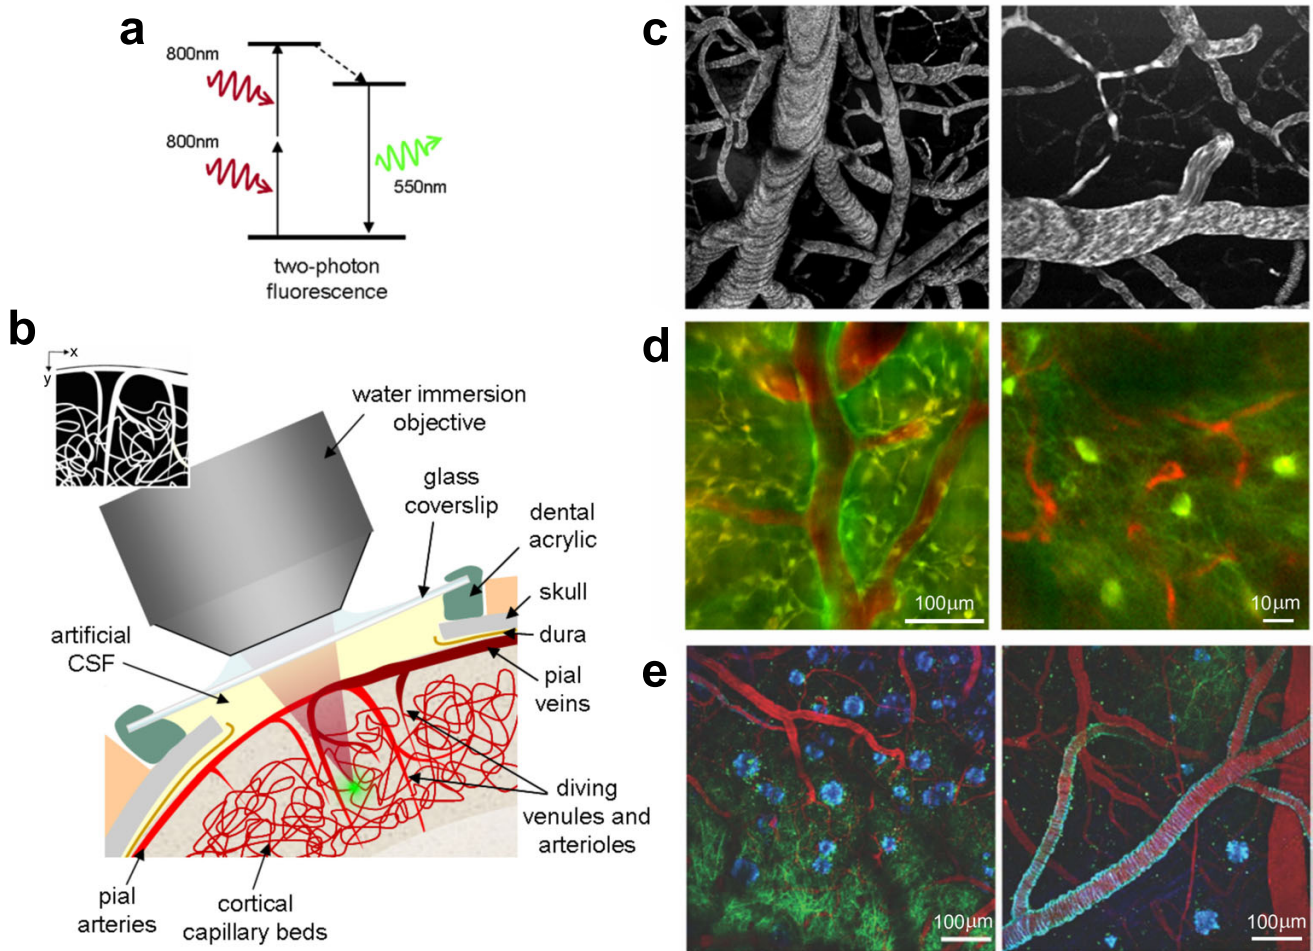 a
800nm
800nm
550nm
two-photon
fluorescence
b
x
y
water immersion
objective
glass
coverslip
dental
acrylic
skull
dura
pial
veins
artificial
CSF
diving
venules and
arterioles
pial
arteries
cortical
capillary beds
c
d
100µm
10µm
e
100µm
100µm